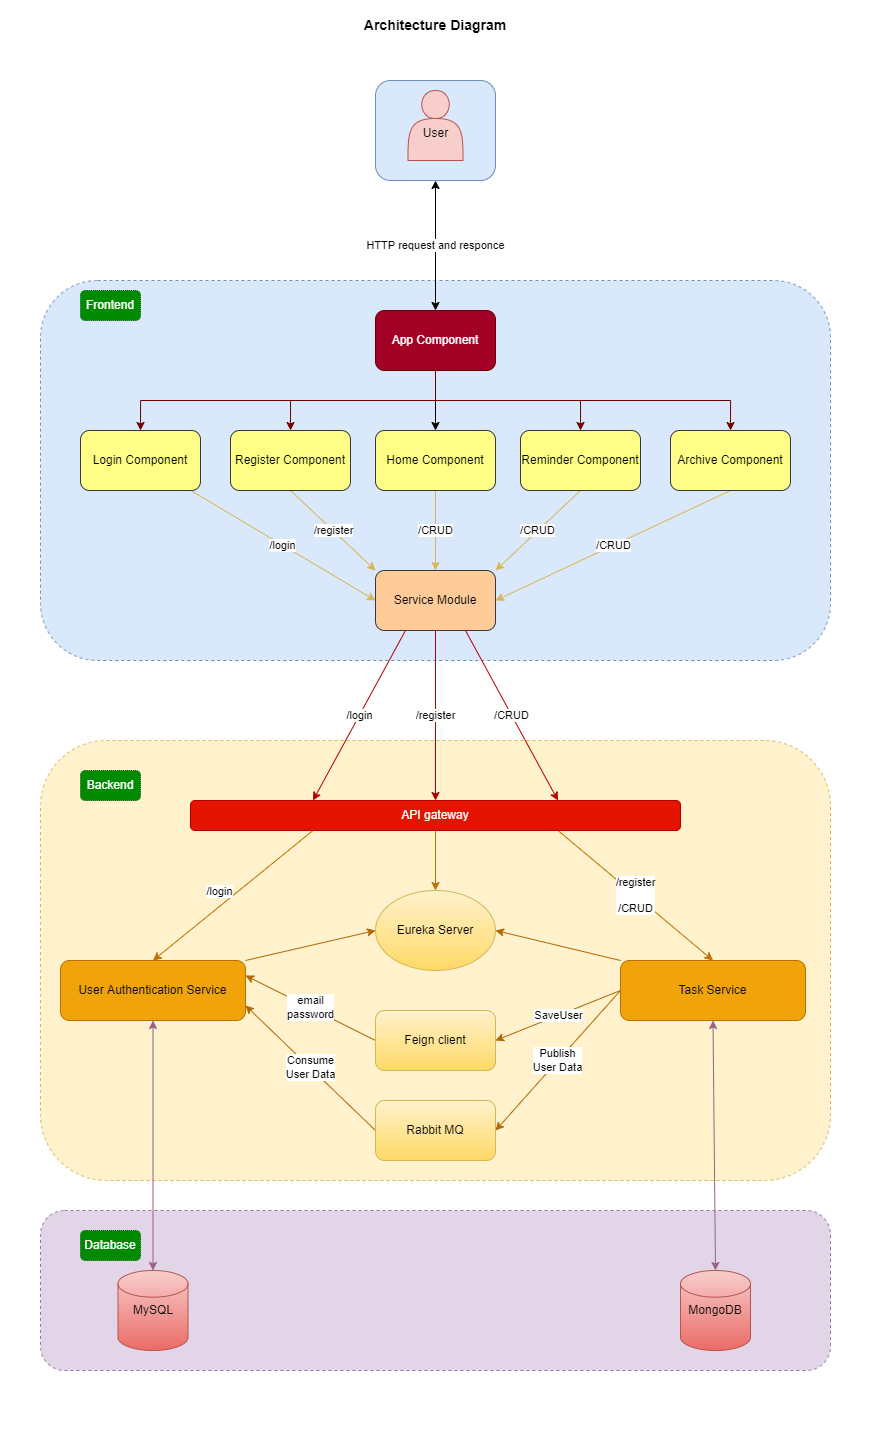 Architecture Diagram
User
HTTP request and responce
Frontend
App Component
Login Component
Register Component
Home Component
Reminder Component
Archive Component
/register
/CRUD
/CRUD
/login
/CRUD
Service Module
/login
/register
/CRUD
Backend
API gateway
/login
/register
/CRUD
Eureka Server
User Authentication Service
Task Service
email
password
SaveUser
Feign client
Consume
User Data
Publish
User Data
Rabbit MQ
Database
MySQL
MongoDB